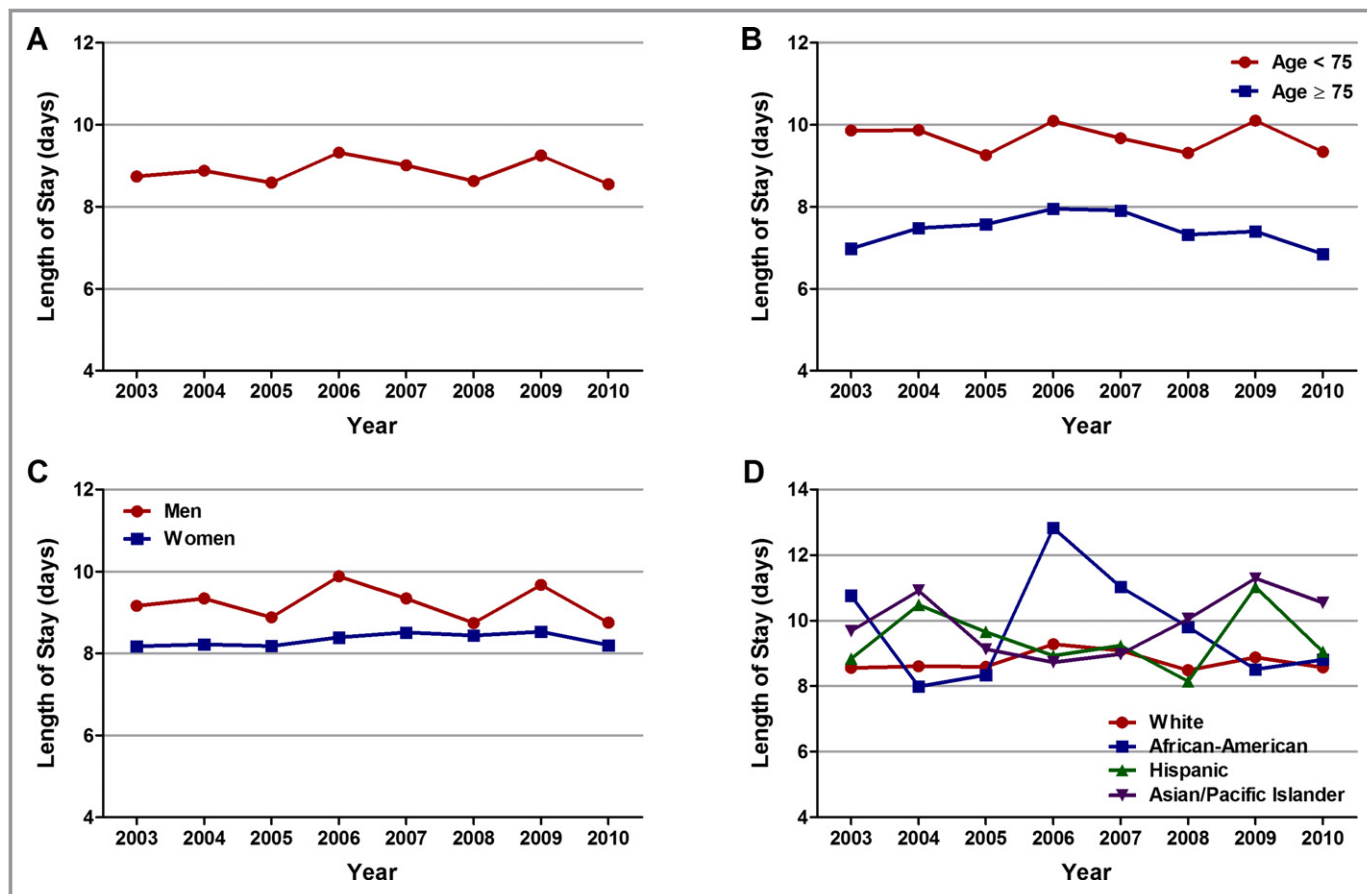 A
12
10
8
6
4
Length of Stay (days)
2003 2004 2005 2006 2007 2008 2009 2010
Year
B
Age < 75
Age ≥ 75
12
10
8
6
4
Length of Stay (days)
2003 2004 2005 2006 2007 2008 2009 2010
Year
C
Men
Women
12
10
8
6
4
Length of Stay (days)
2003 2004 2005 2006 2007 2008 2009 2010
Year
D
14
12
10
8
6
4
Length of Stay (days)
White
African-American
Hispanic
Asian/Pacific Islander
2003 2004 2005 2006 2007 2008 2009 2010
Year